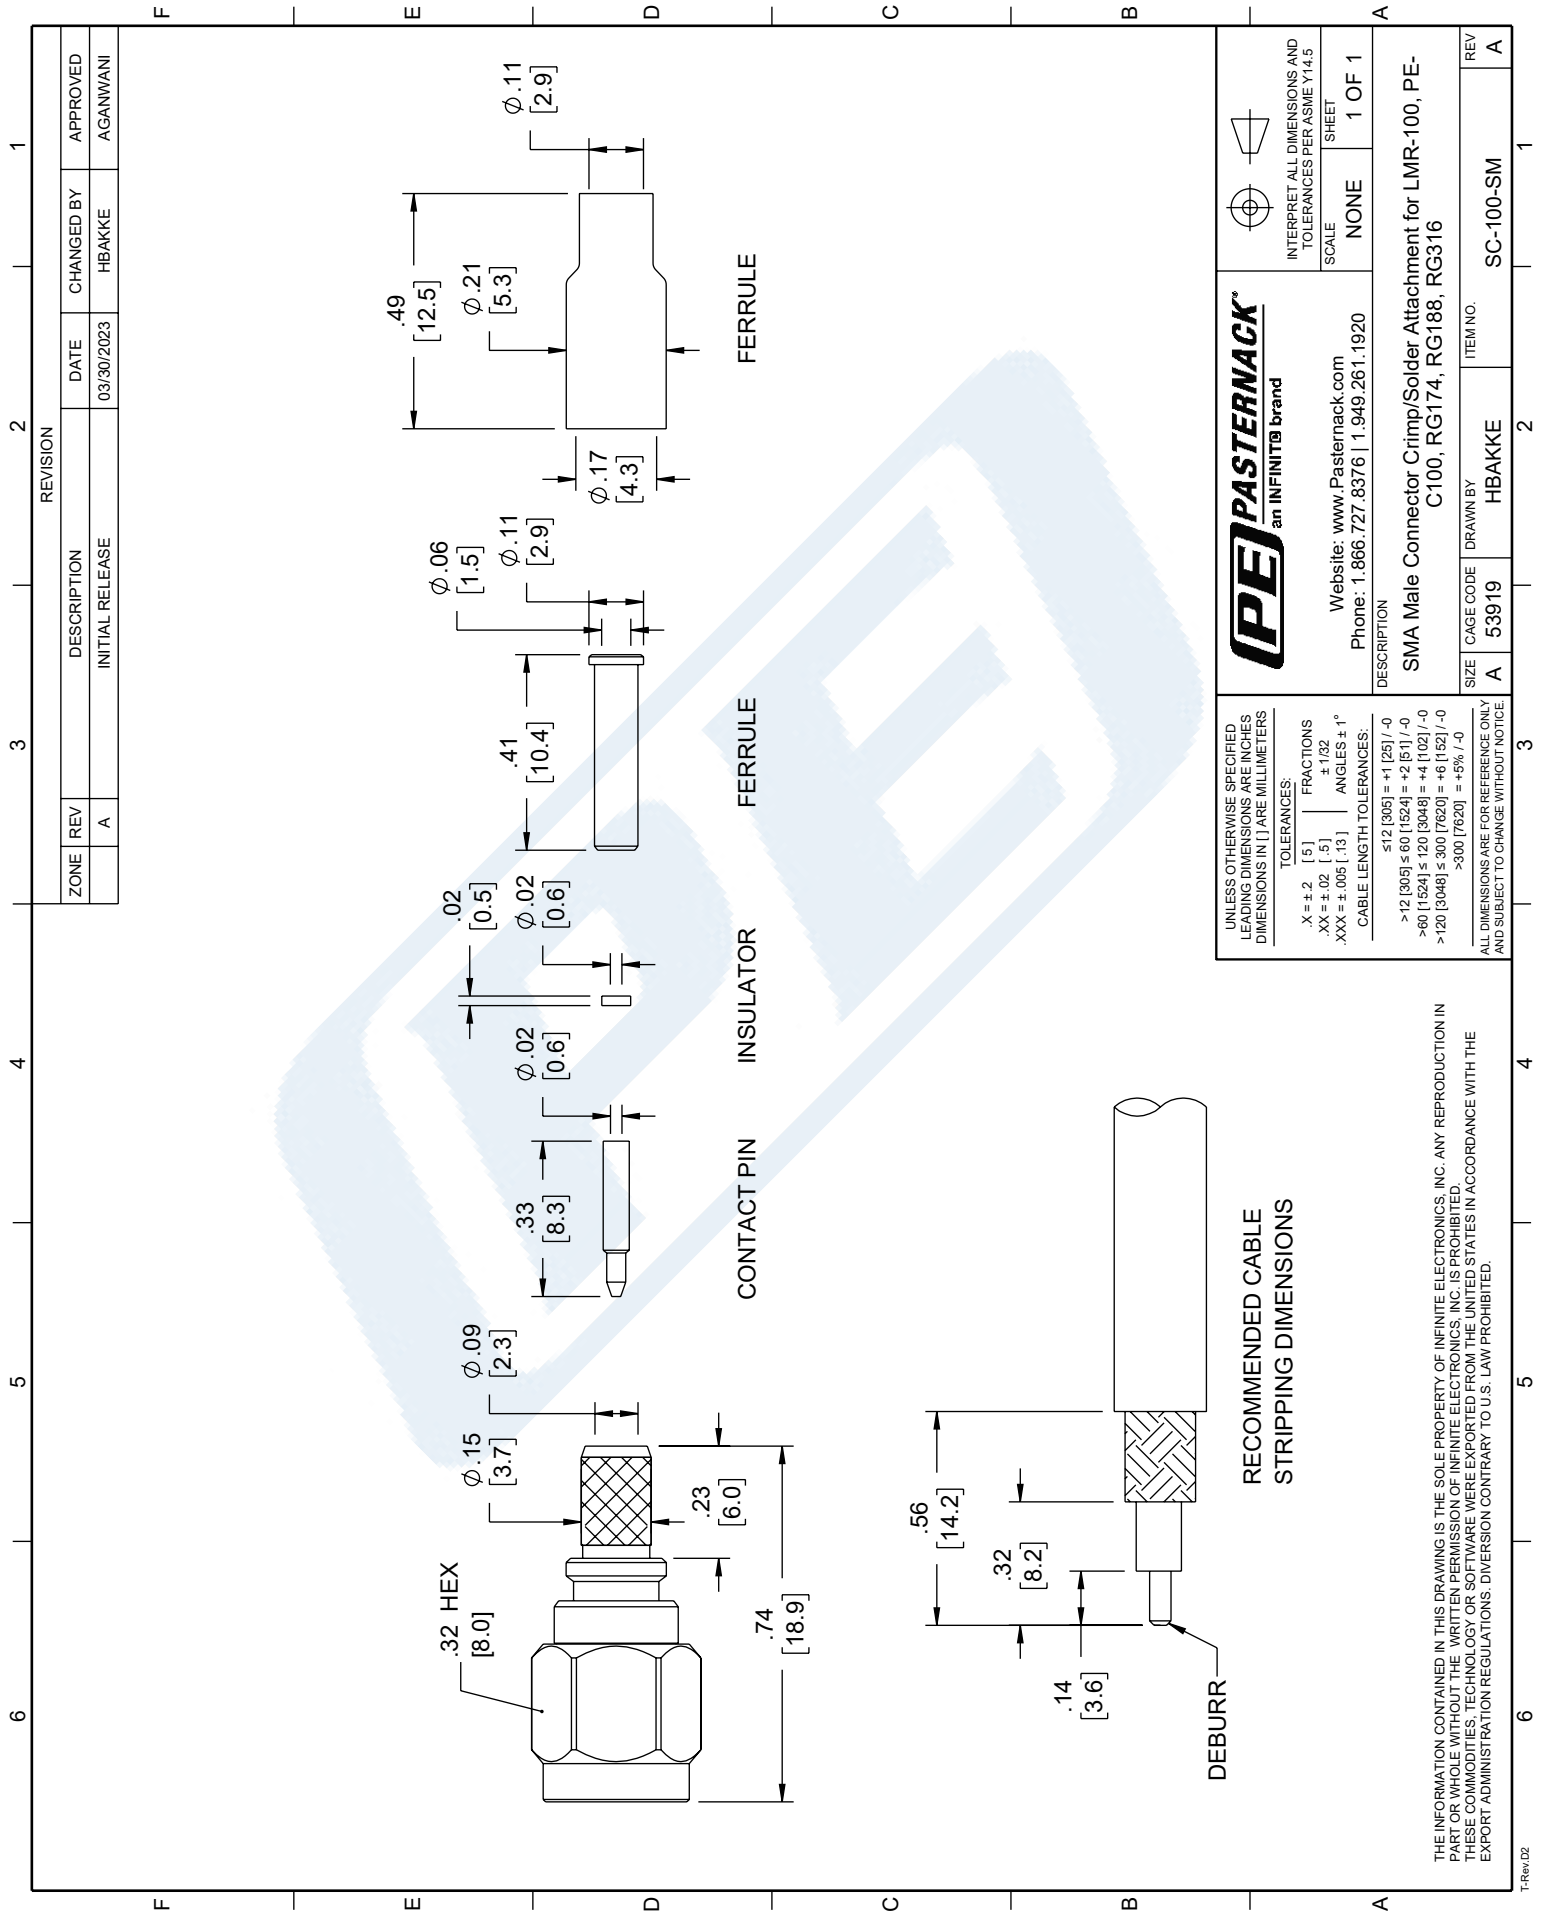 6
5
4
3
2
1
F
E
D
C
B
A
F
E
D
C
B
A
REVISION
ZONE REV DESCRIPTION DATE CHANGED BY APPROVED
A INITIAL RELEASE 03/30/2023 HBAKKE AGANWANI
.32 HEX
[8.0]
⌀.15
[3.7]
⌀.09
[2.3]
.23
[6.0]
.74
[18.9]
.33
[8.3]
⌀.02
[0.6]
CONTACT PIN
.02
[0.5]
⌀.02
[0.6]
INSULATOR
.41
[10.4]
⌀.06
[1.5]
⌀.11
[2.9]
FERRULE
.49
[12.5]
⌀.21
[5.3]
⌀.17
[4.3]
⌀.11
[2.9]
FERRULE
.56
[14.2]
.32
[8.2]
.14
[3.6]
DEBURR
RECOMMENDED CABLE
STRIPPING DIMENSIONS
THE INFORMATION CONTAINED IN THIS DRAWING IS THE SOLE PROPERTY OF INFINITE ELECTRONICS, INC. ANY REPRODUCTION IN
PART OR WHOLE WITHOUT THE WRITTEN PERMISSION OF INFINITE ELECTRONICS, INC. IS PROHIBITED.
THESE COMMODITIES, TECHNOLOGY OR SOFTWARE WERE EXPORTED FROM THE UNITED STATES IN ACCORDANCE WITH THE
EXPORT ADMINISTRATION REGULATIONS. DIVERSION CONTRARY TO U.S. LAW PROHIBITED.
UNLESS OTHERWISE SPECIFIED
LEADING DIMENSIONS ARE INCHES
DIMENSIONS IN [ ] ARE MILLIMETERS
TOLERANCES:
.X = ± .2 [ 5 ] FRACTIONS
.XX = ± .02 [ .5 ] ± 1/32
.XXX = ± .005 [ .13 ] ANGLES ± 1°
CABLE LENGTH TOLERANCES:
≤12 [305] = +1 [25] / -0
>12 [305] ≤ 60 [1524] = +2 [51] / -0
>60 [1524] ≤ 120 [3048] = +4 [102] / -0
>120 [3048] ≤ 300 [7620] = +6 [152] / -0
>300 [7620] = +5% / -0
ALL DIMENSIONS ARE FOR REFERENCE ONLY
AND SUBJECT TO CHANGE WITHOUT NOTICE.
PE PASTERNACK®
an INFINITE brand
Website: www.Pasternack.com
Phone: 1.866.727.8376 | 1.949.261.1920
INTERPRET ALL DIMENSIONS AND
TOLERANCES PER ASME Y14.5
SCALE
NONE
SHEET
1 OF 1
DESCRIPTION
SMA Male Connector Crimp/Solder Attachment for LMR-100, PE-
C100, RG174, RG188, RG316
SIZE
A
CAGE CODE
53919
DRAWN BY
HBAKKE
ITEM NO.
SC-100-SM
REV
A
6
5
4
3
2
1
T-Rev.D2
PE